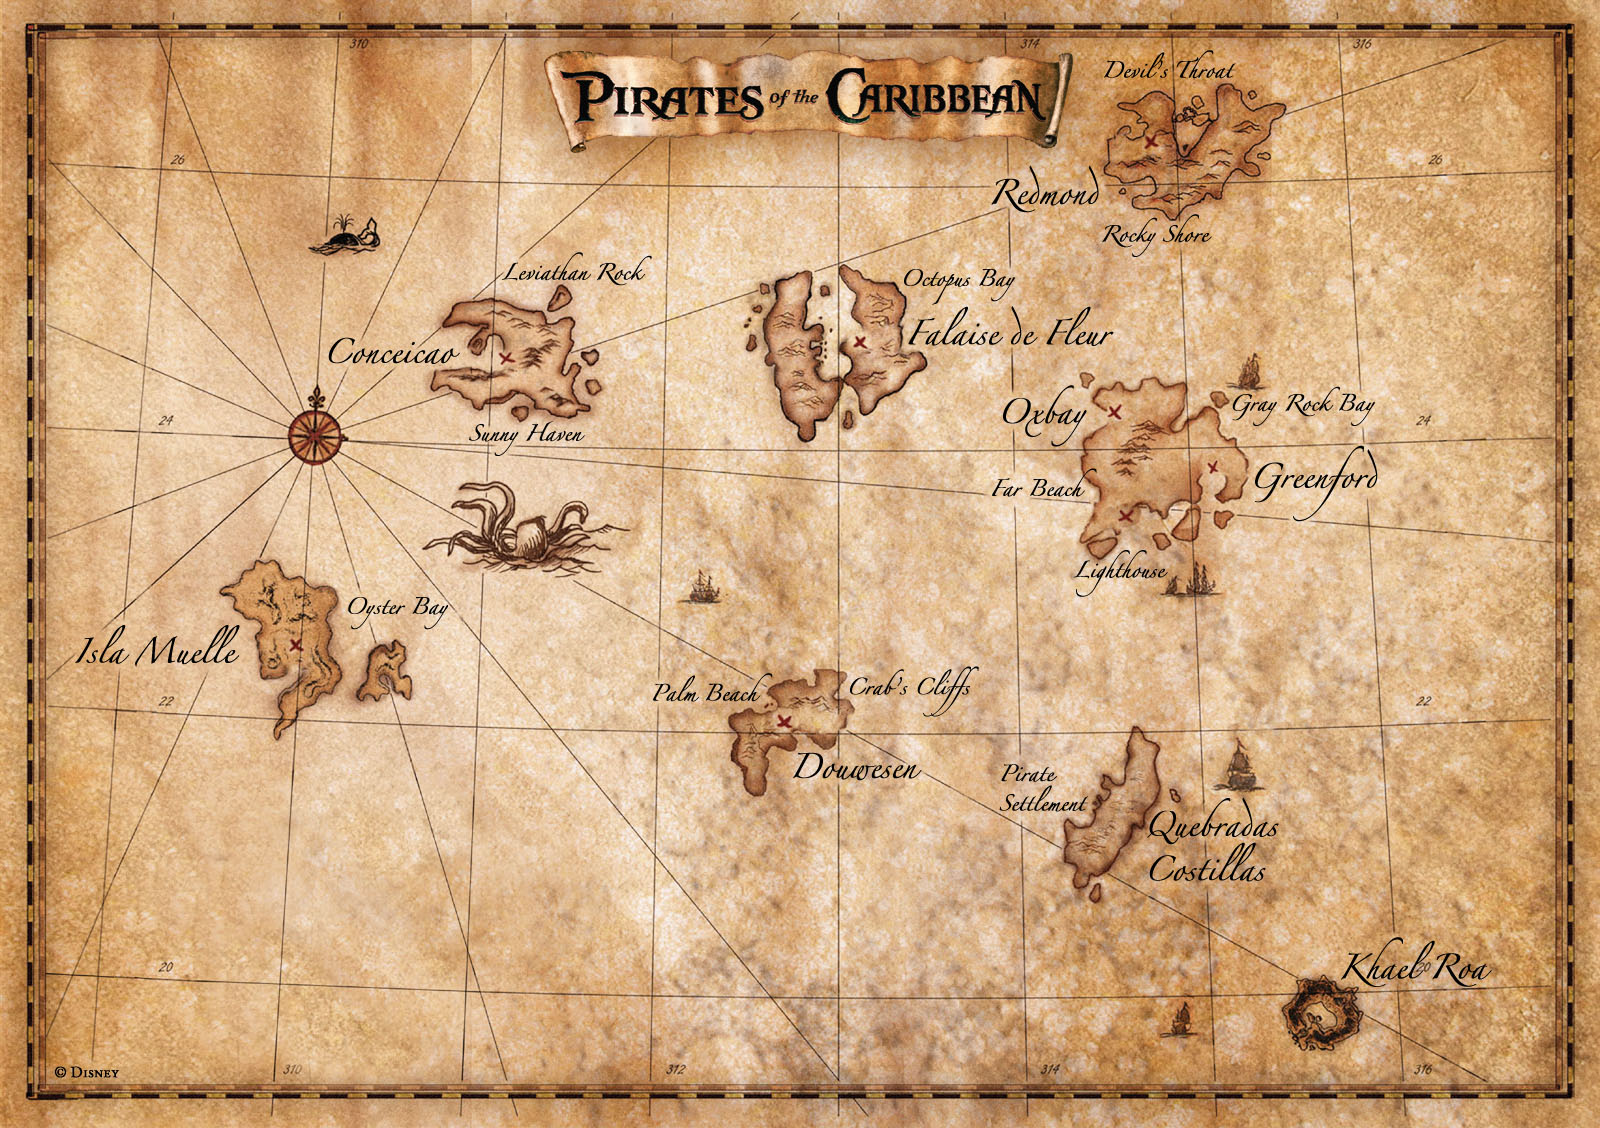 310
314
316
PIRATES of the CARIBBEAN
Devil's Throat
26
26
Redmond
Rocky Shore
Leviathan Rock
Octopus Bay
Conceicao
Falaise de Fleur
Oxbay
Gray Rock Bay
24
24
Sunny Haven
Far Beach
Greenford
Lighthouse
Oyster Bay
Isla Muelle
Palm Beach
Crab's Cliffs
22
22
Douwesen
Pirate
Settlement
Quebradas
Costillas
20
Khael Roa
20
© DISNEY
310
312
314
316